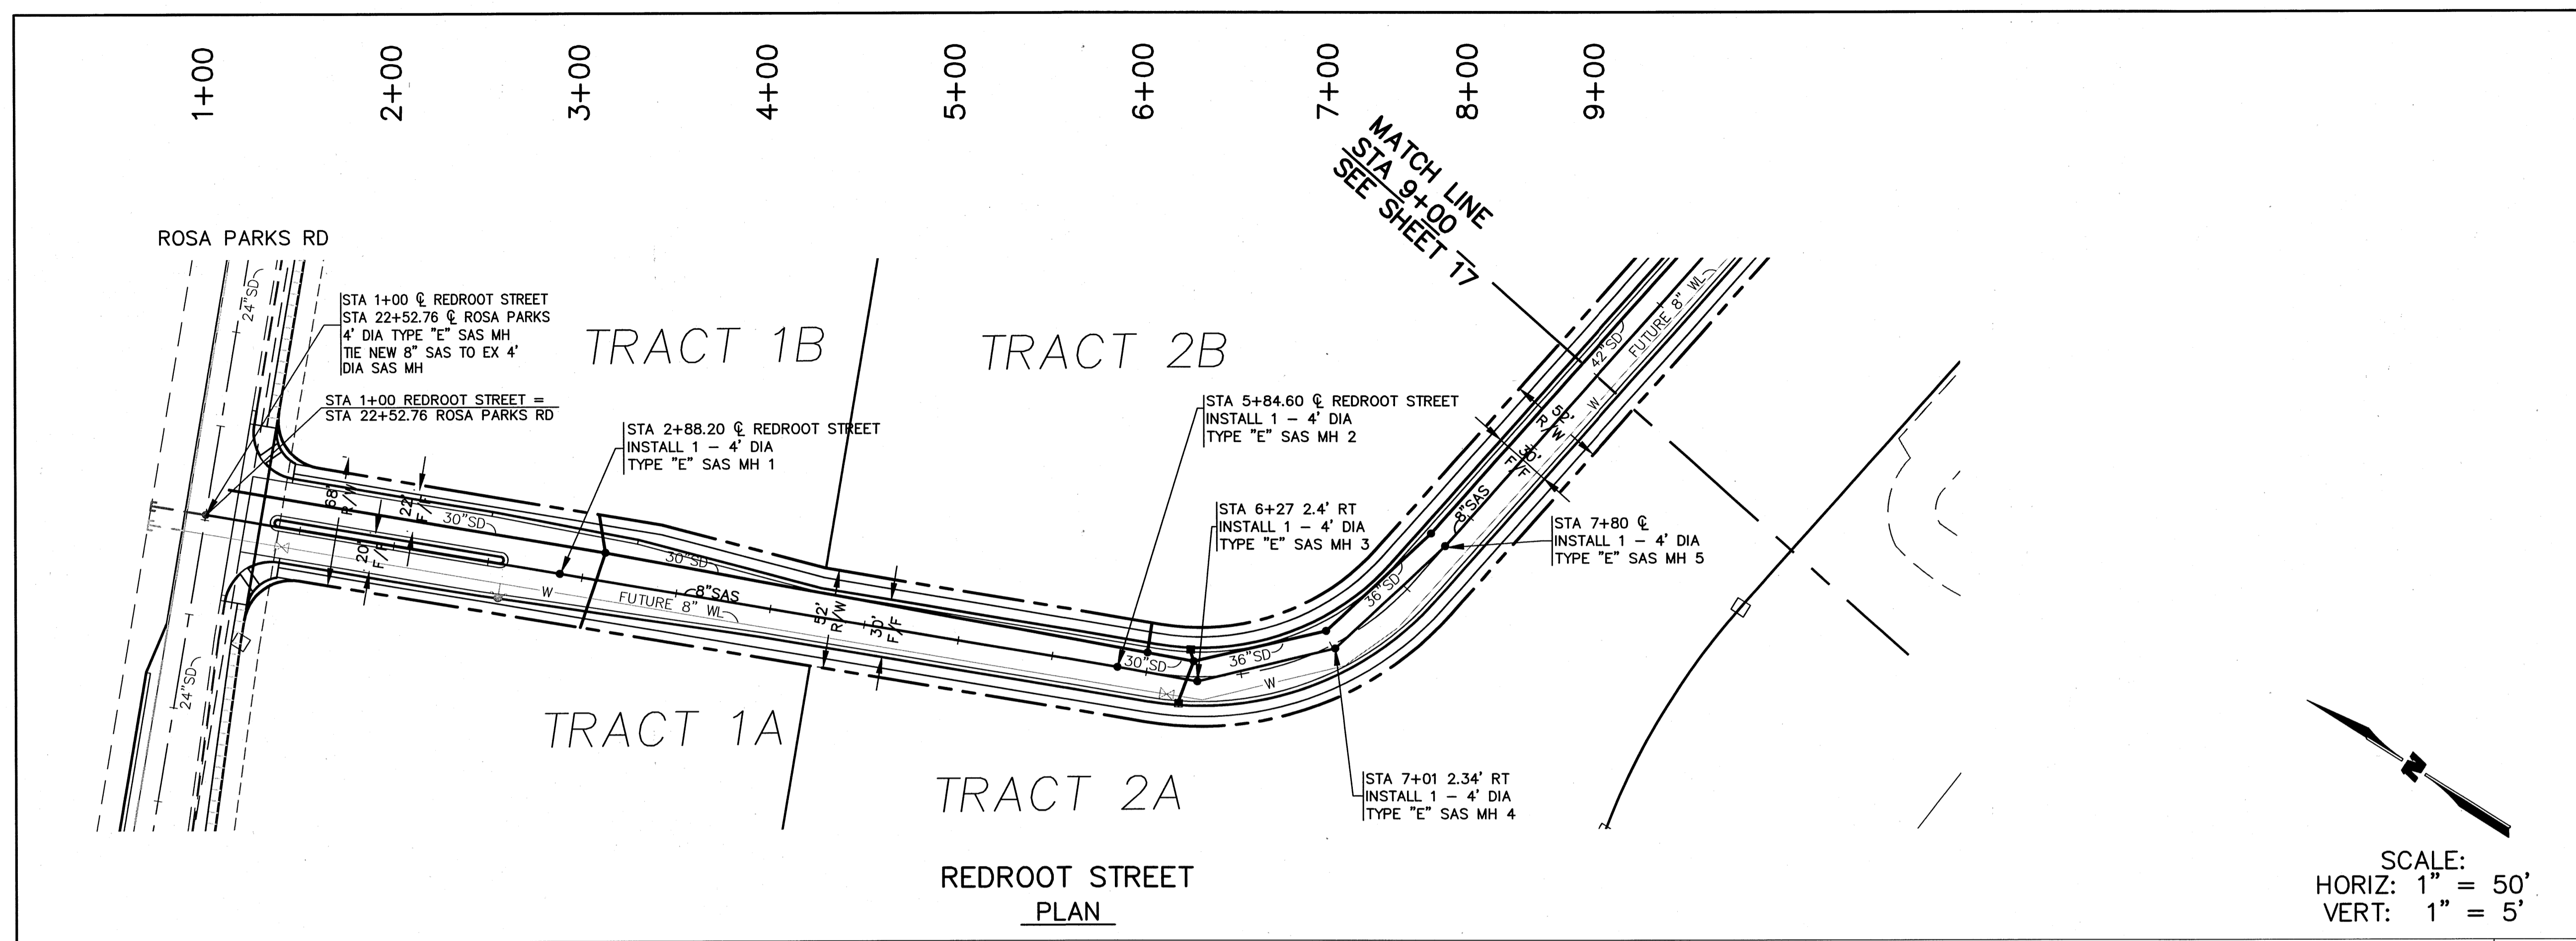 1+00
2+00
3+00
4+00
5+00
6+00
7+00
8+00
9+00
MATCH LINE
STA 9+00
SEE SHEET 17
ROSA PARKS RD
24"SD
STA 1+00 ℄ REDROOT STREET
STA 22+52.76 ℄ ROSA PARKS
4' DIA TYPE "E" SAS MH
TIE NEW 8" SAS TO EX 4'
DIA SAS MH
STA 1+00 REDROOT STREET =
STA 22+52.76 ROSA PARKS RD
TRACT 1B
TRACT 2B
STA 2+88.20 ℄ REDROOT STREET
INSTALL 1 – 4' DIA
TYPE "E" SAS MH 1
STA 5+84.60 ℄ REDROOT STREET
INSTALL 1 – 4' DIA
TYPE "E" SAS MH 2
STA 6+27 2.4' RT
INSTALL 1 – 4' DIA
TYPE "E" SAS MH 3
STA 7+80 ℄
INSTALL 1 – 4' DIA
TYPE "E" SAS MH 5
42"SD
FUTURE 8" WL
W
52'
R/W
30'
F/F
8"SAS
68'
R/W
22'
F/F
20'
F/F
30"SD
30"SD
W
FUTURE 8" WL
8"SAS
52'
R/W
30'
F/F
30"SD
36"SD
36"SD
W
24"SD
TRACT 1A
TRACT 2A
STA 7+01 2.34' RT
INSTALL 1 – 4' DIA
TYPE "E" SAS MH 4
N
REDROOT STREET
PLAN
SCALE:
HORIZ: 1" = 50'
VERT: 1" = 5'